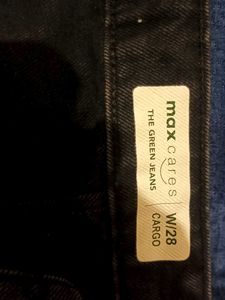 max cares
THE GREEN JEANS
W/28
CARGO